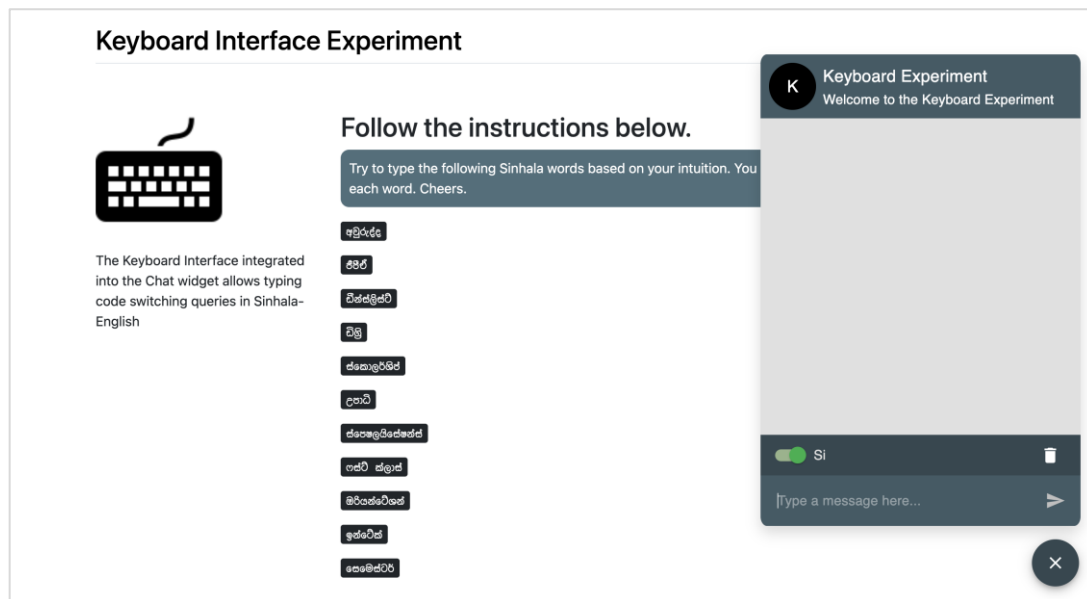 Keyboard Interface Experiment
Follow the instructions below.
Try to type the following Sinhala words based on your intuition. You
each word. Cheers.
The Keyboard Interface integrated
into the Chat widget allows typing
code switching queries in Sinhala-
English
අවුරුද්ද
ජීපීඒ
ඩීන්ස්ලිස්ට්
ඩිග්‍රි
ස්කොලර්ශිප්
උපාධි
ස්පෙෂලයිසේෂන්ස්
ෆස්ට් ක්ලාස්
ඔරියන්ටේශන්
ඉන්ටේක්
සෙමෙස්ටර්
K
Keyboard Experiment
Welcome to the Keyboard Experiment
Si
Type a message here...